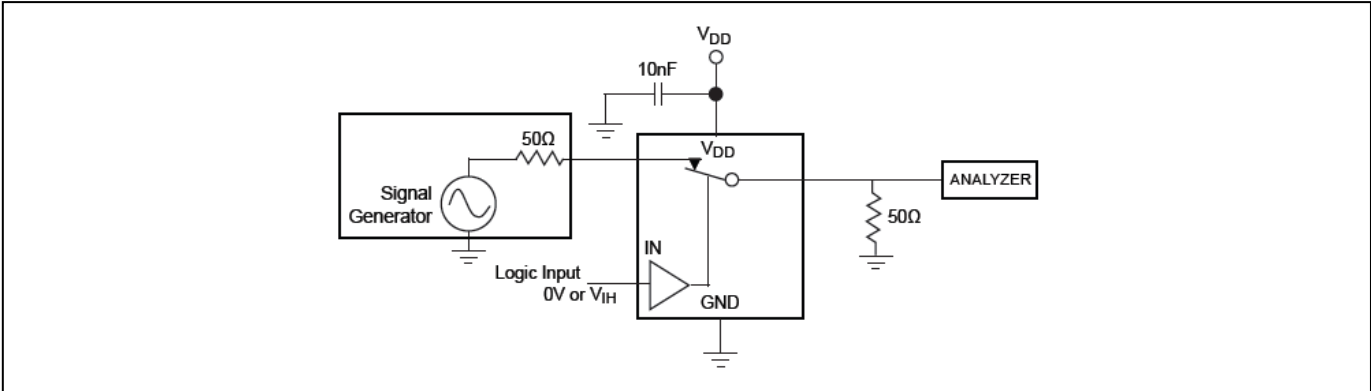 V_DD
10nF
50Ω
V_DD
Signal
Generator
ANALYZER
50Ω
IN
Logic Input
0V or V_IH
GND